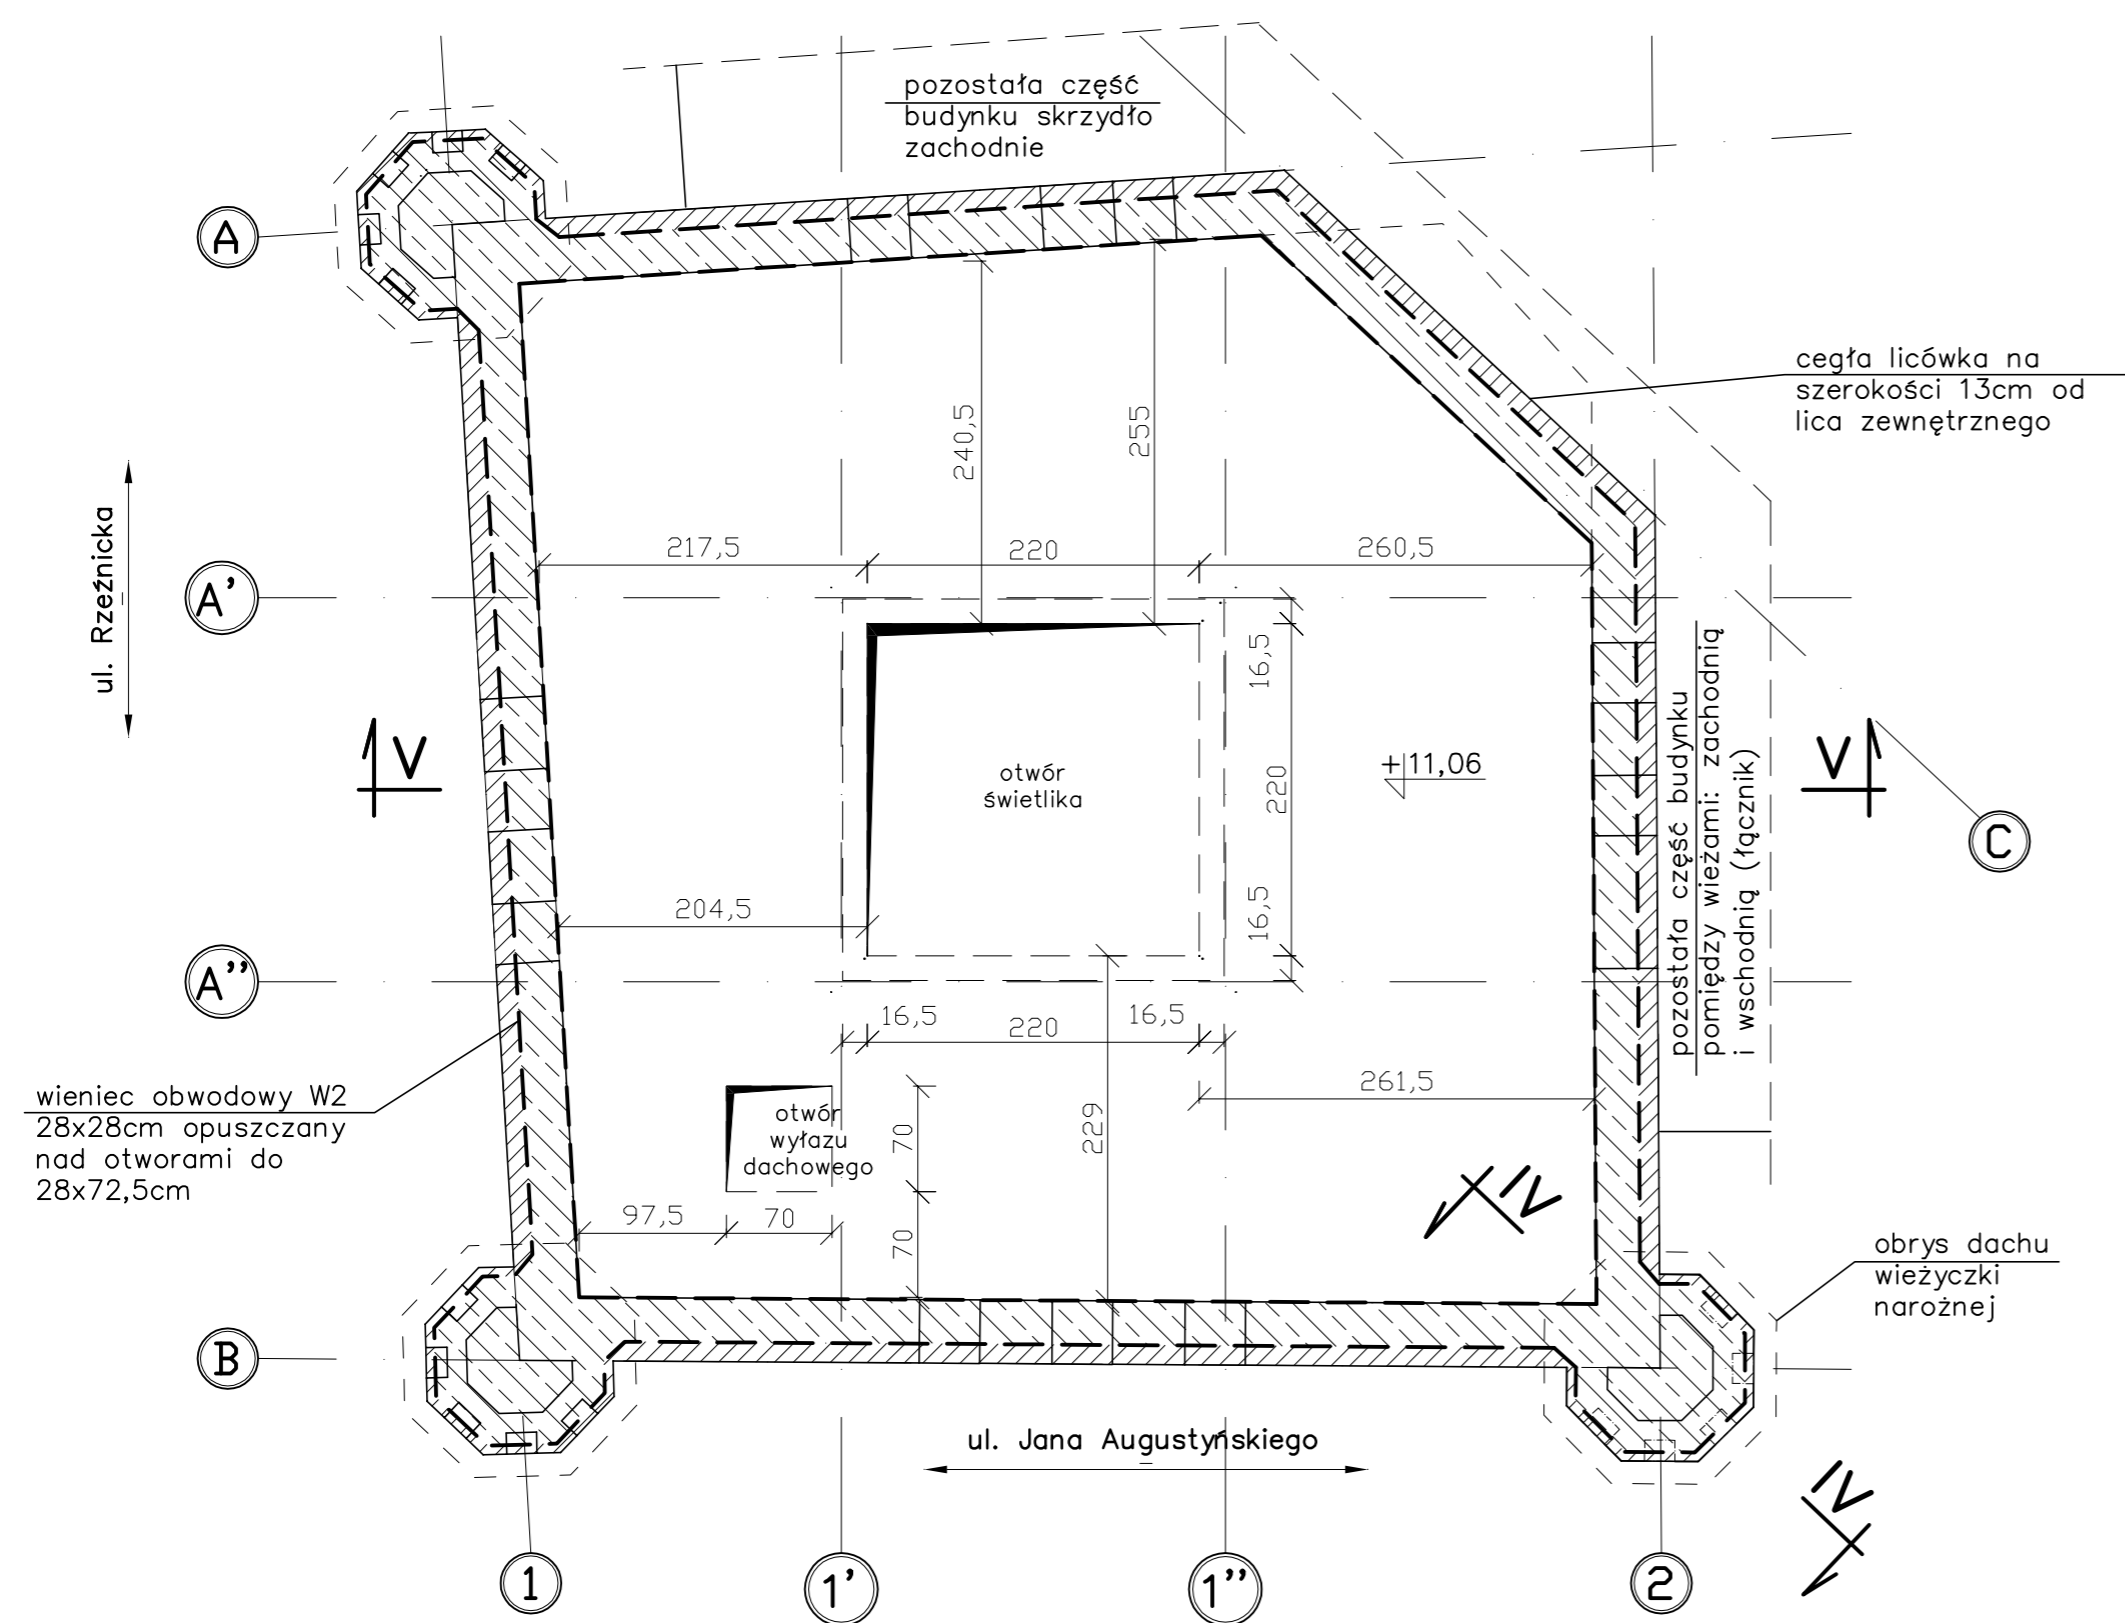 pozostała część
budynku skrzydło
zachodnie
A
cegła licówka na
szerokości 13cm od
lica zewnętrznego
240,5
255
217,5
220
260,5
ul. Rzeźnicka
A'
16,5
220
16,5
otwór
świetlika
+11,06
V
V
pozostała część budynku
pomiędzy wieżami: zachodnią
i wschodnią (łącznik)
C
204,5
A''
16,5
220
16,5
261,5
229
wieniec obwodowy W2
28x28cm opuszczany
nad otworami do
28x72,5cm
otwór
wyłazu
dachowego
70
70
97,5
70
IV
obrys dachu
wieżyczki
narożnej
B
ul. Jana Augustyńskiego
IV
1
1'
1''
2